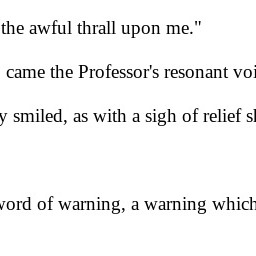 the awful thrall upon me."
came the Professor's resonant voi
y smiled, as with a sigh of relief s
word of warning, a warning which